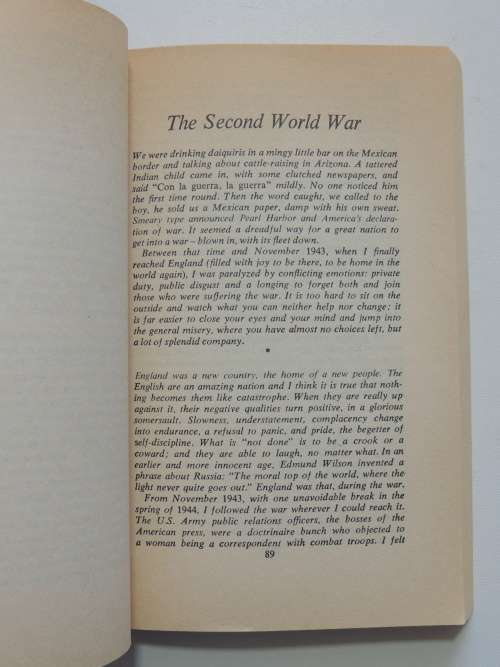 The Second World War
We were drinking daiquiris in a mingy little bar on the Mexican
border and talking about cattle-raising in Arizona. A tattered
Indian child came in, with some clutched newspapers, and
said "Con la guerra, la guerra" mildly. No one noticed him
the first time round. Then the word caught, we called to the
boy, he sold us a Mexican paper, damp with his own sweat.
Smeary type announced Pearl Harbor and America's declara-
tion of war. It seemed a dreadful way for a great nation to
get into a war – blown in, with its fleet down.
Between that time and November 1943, when I finally
reached England (filled with joy to be there, to be home in the
world again), I was paralyzed by conflicting emotions: private
duty, public disgust and a longing to forget both and join
those who were suffering the war. It is too hard to sit on the
outside and watch what you can neither help nor change; it
is far easier to close your eyes and your mind and jump into
the general misery, where you have almost no choices left, but
a lot of splendid company.
*
England was a new country, the home of a new people. The
English are an amazing nation and I think it is true that noth-
ing becomes them like catastrophe. When they are really up
against it, their negative qualities turn positive, in a glorious
somersault. Slowness, understatement, complacency change
into endurance, a refusal to panic, and pride, the begetter of
self-discipline. What is "not done" is to be a crook or a
coward; and they are able to laugh, no matter what. In an
earlier and more innocent age, Edmund Wilson invented a
phrase about Russia: "The moral top of the world, where the
light never quite goes out." England was that, during the war.
From November 1943, with one unavoidable break in the
spring of 1944, I followed the war wherever I could reach it.
The U.S. Army public relations officers, the bosses of the
American press, were a doctrinaire bunch who objected to
a woman being a correspondent with combat troops. I felt
89